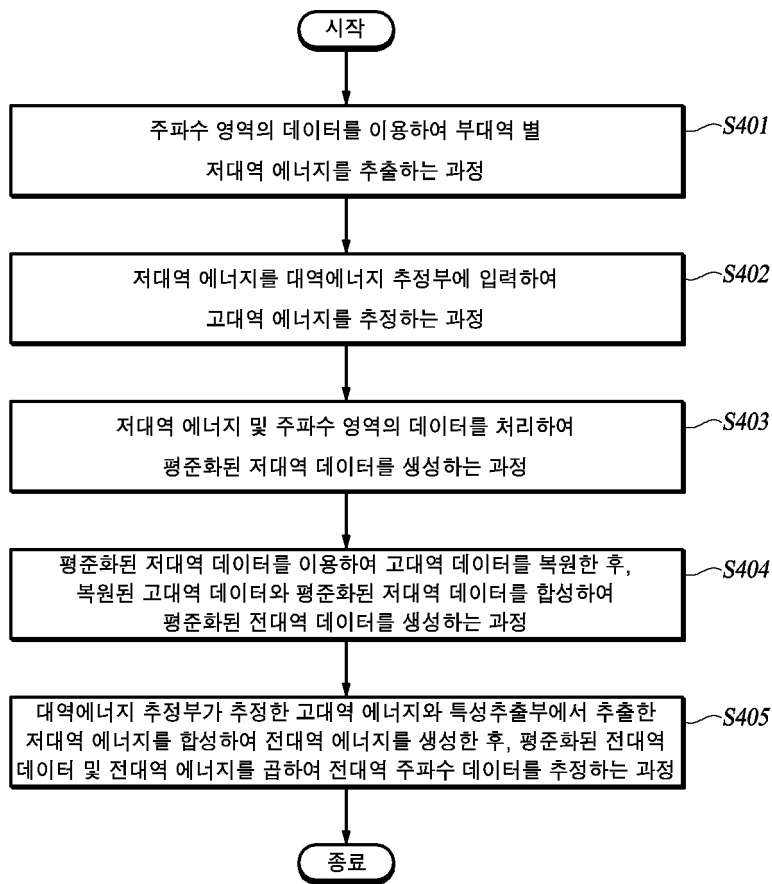 시작
주파수 영역의 데이터를 이용하여 부대역 별
저대역 에너지를 추출하는 과정
S401
저대역 에너지를 대역에너지 추정부에 입력하여
고대역 에너지를 추정하는 과정
S402
저대역 에너지 및 주파수 영역의 데이터를 처리하여
평준화된 저대역 데이터를 생성하는 과정
S403
평준화된 저대역 데이터를 이용하여 고대역 데이터를 복원한 후,
복원된 고대역 데이터와 평준화된 저대역 데이터를 합성하여
평준화된 전대역 데이터를 생성하는 과정
S404
대역에너지 추정부가 추정한 고대역 에너지와 특성추출부에서 추출한
저대역 에너지를 합성하여 전대역 에너지를 생성한 후, 평준화된 전대역
데이터 및 전대역 에너지를 곱하여 전대역 주파수 데이터를 추정하는 과정
S405
종료